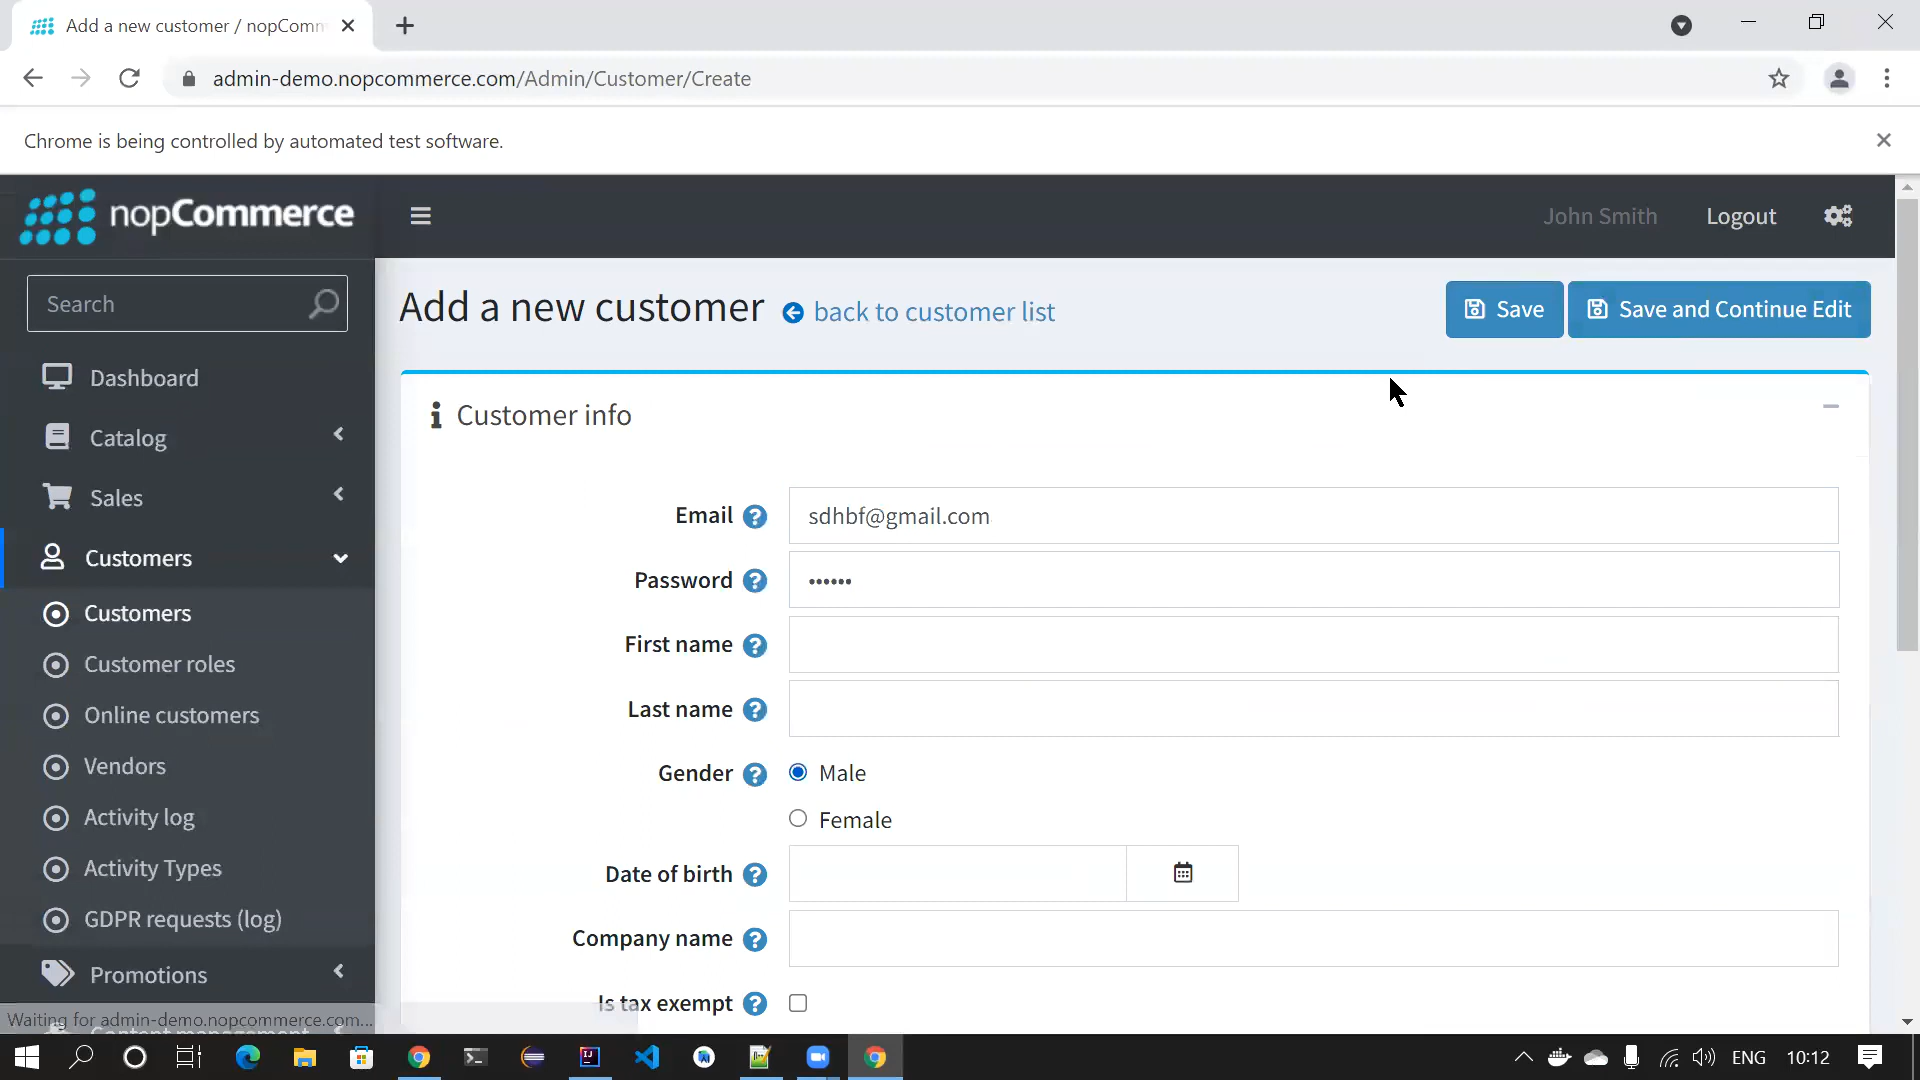 Add a new customer / nopComm
admin-demo.nopcommerce.com/Admin/Customer/Create
Chrome is being controlled by automated test software.
nopCommerce
John Smith
Logout
Search
Add a new customer
back to customer list
Save
Save and Continue Edit
Dashboard
Catalog
Sales
Customers
Customers
Customer roles
Online customers
Vendors
Activity log
Activity Types
GDPR requests (log)
Promotions
Content management
Waiting for admin-demo.nopcommerce.com...
Customer info
Email
sdhbf@gmail.com
Password
••••••
First name
Last name
Gender
Male
Female
Date of birth
Company name
Is tax exempt
ENG
10:12